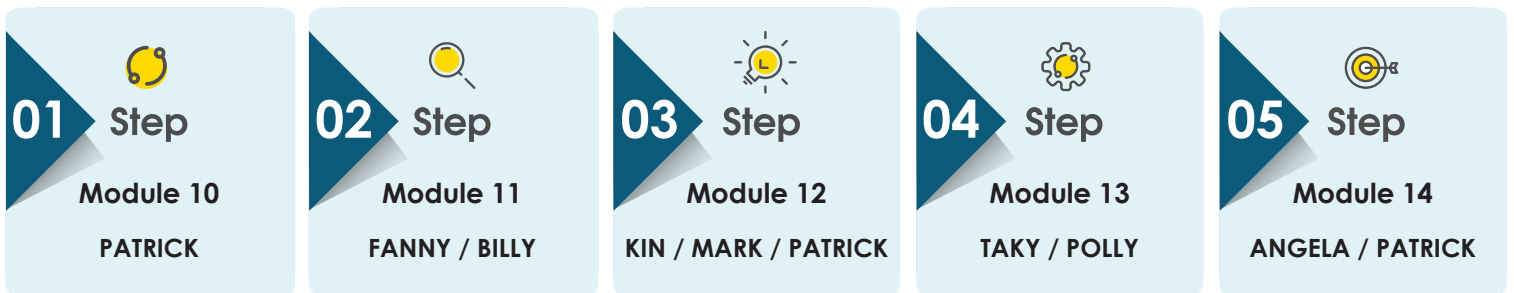 01 Step
Module 10
PATRICK
02 Step
Module 11
FANNY / BILLY
03 Step
Module 12
KIN / MARK / PATRICK
04 Step
Module 13
TAKY / POLLY
05 Step
Module 14
ANGELA / PATRICK